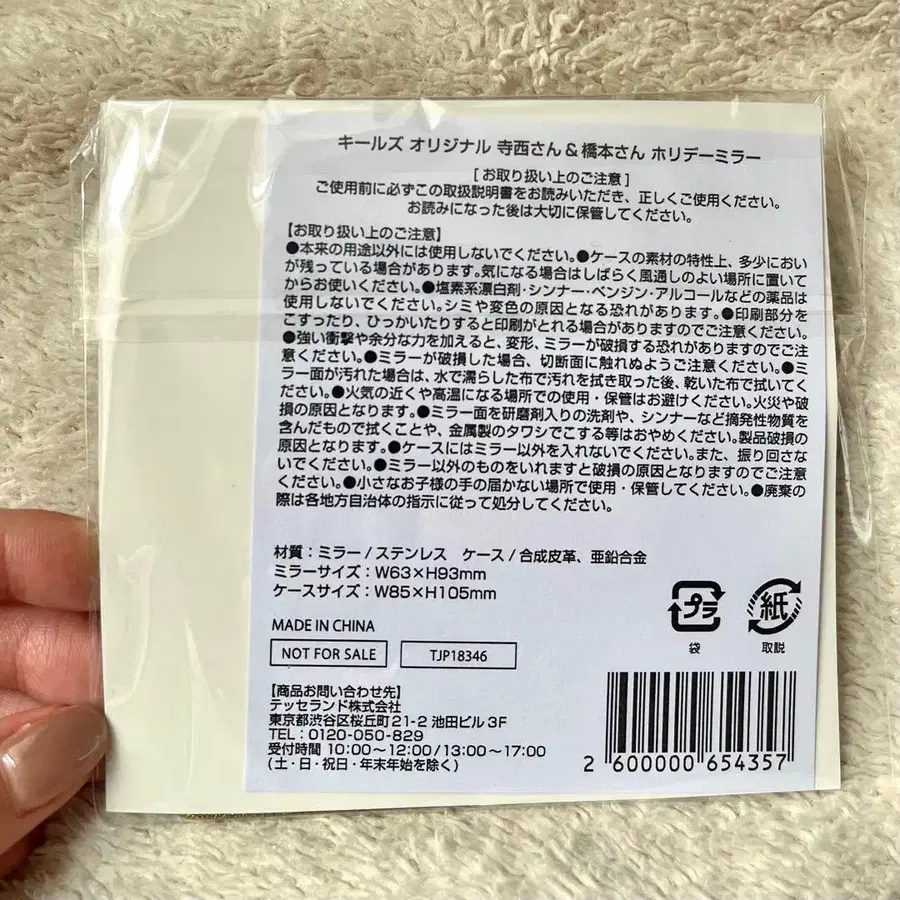 キールズ オリジナル 寺西さん&橋本さん ホリデーミラー
[ お取り扱い上のご注意 ]
ご使用前に必ずこの取扱説明書をお読みいただき、正しくご使用ください。
お読みになった後は大切に保管してください。
【お取り扱い上のご注意】
●本来の用途以外には使用しないでください。●ケースの素材の特性上、多少におい
が残っている場合があります。気になる場合はしばらく風通しのよい場所に置いて
からお使いください。●塩素系漂白剤・シンナー・ベンジン・アルコールなどの薬品は
使用しないでください。シミや変色の原因となる恐れがあります。●印刷部分を
こすったり、ひっかいたりすると印刷がとれる場合がありますのでご注意ください。
●強い衝撃や余分な力を加えると、変形、ミラーが破損する恐れがありますのでご注
意ください。●ミラーが破損した場合、切断面に触れぬようご注意ください。●ミ
ラー面が汚れた場合は、水で濡らした布で汚れを拭き取った後、乾いた布で拭いてく
ださい。●火気の近くや高温になる場所での使用・保管はお避けください。火災や破
損の原因となります。●ミラー面を研磨剤入りの洗剤や、シンナーなど摘発性物質を
含んだもので拭くことや、金属製のタワシでこする等はおやめください。製品破損の
原因となります。●ケースにはミラー以外を入れないでください。また、振り回さな
いでください。●ミラー以外のものをいれますと破損の原因となりますのでご注意
ください。●小さなお子様の手の届かない場所で使用・保管してください。●廃棄の
際は各地方自治体の指示に従って処分してください。
材質：ミラー/ステンレス ケース/合成皮革、亜鉛合金
ミラーサイズ：W63×H93mm
ケースサイズ：W85×H105mm
プラ
紙
袋
取説
MADE IN CHINA
NOT FOR SALE TJP18346
【商品お問い合わせ先】
テッセランド株式会社
東京都渋谷区桜丘町21-2 池田ビル 3F
TEL：0120-050-829
受付時間 10:00〜12:00/13:00〜17:00
(土・日・祝日・年末年始を除く)
2 600000 654357